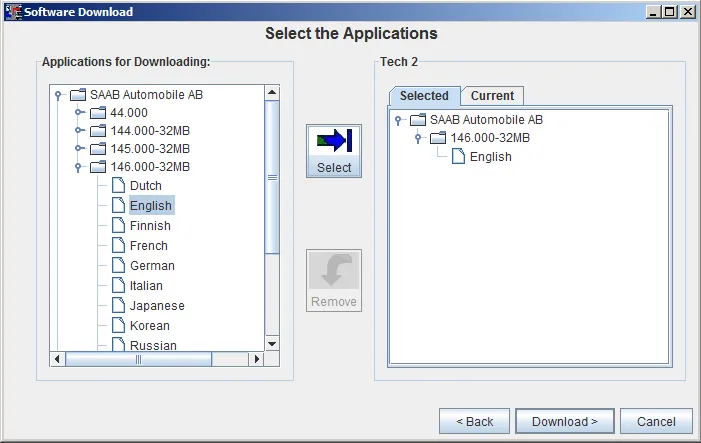 Software Download
Select the Applications
Applications for Downloading:
SAAB Automobile AB
44.000
144.000-32MB
145.000-32MB
146.000-32MB
Dutch
English
Finnish
French
German
Italian
Japanese
Korean
Russian
Select
Remove
Tech 2
Selected
Current
SAAB Automobile AB
146.000-32MB
English
< Back
Download >
Cancel